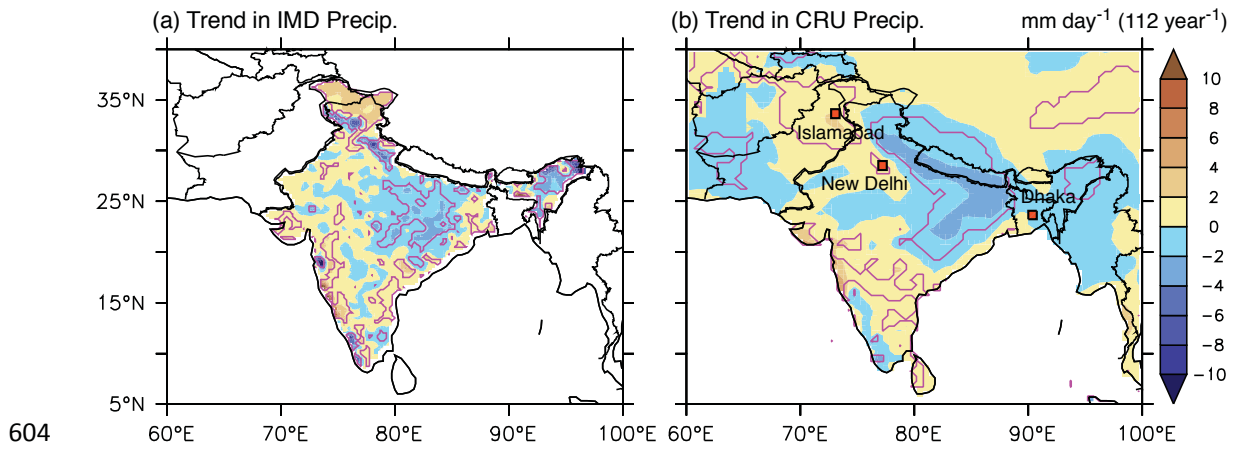 (a) Trend in IMD Precip.
(b) Trend in CRU Precip.
mm day⁻¹ (112 year⁻¹)
35°N
25°N
15°N
5°N
60°E 70°E 80°E 90°E 100°E
Islamabad
New Delhi
Dhaka
60°E 70°E 80°E 90°E 100°E
10
8
6
4
2
0
−2
−4
−6
−8
−10
604